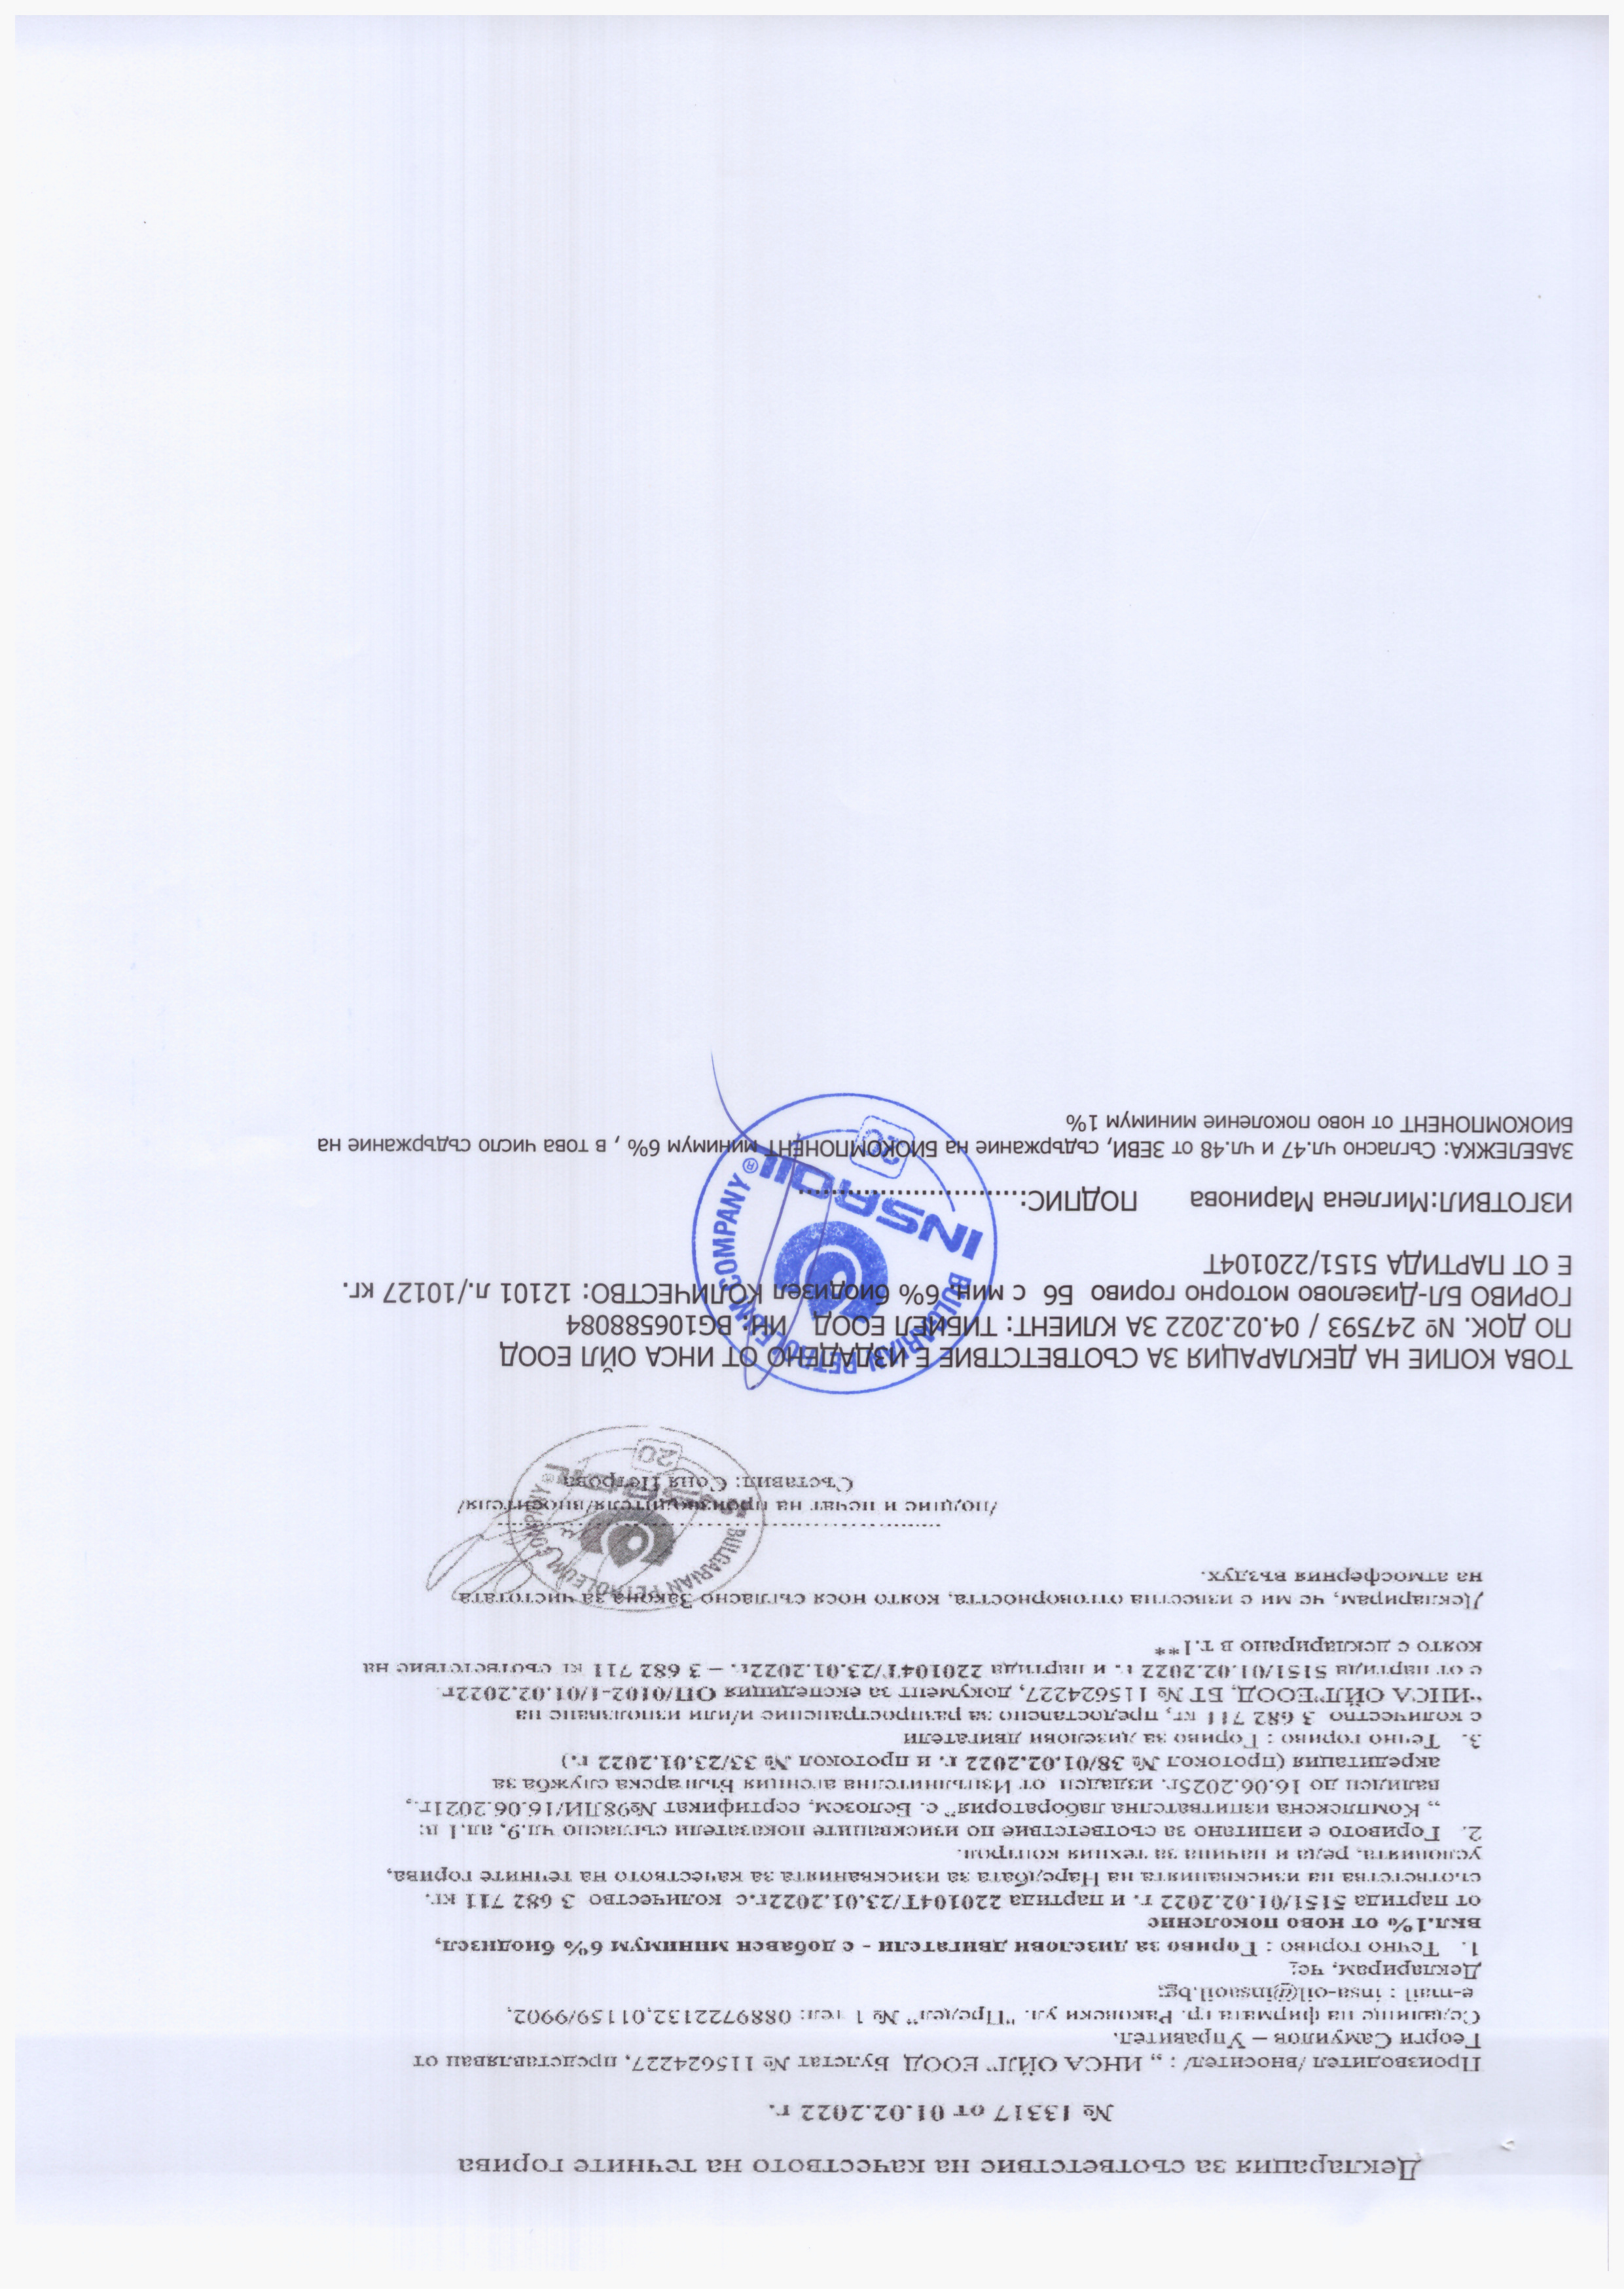 Декларация за съответствие на качеството на течните горива
№ 13317 от 01.02.2022 г.
Производител /вносител/ : „ ИНСА ОЙЛ" ЕООД Булстат № 115624227, представляван от
Георги Самуилов – Управител.
Седалище на фирмата гр. Раковски ул. "Предел" № 1 тел: 0889722132,01159/9902,
e-mail : insa-oil@insaoil.bg;
Декларирам, че:
1. Течно гориво : Гориво за дизелови двигатели - с добавен минимум 6% биодизел,
вкл.1% от ново поколение
от партида 5151/01.02.2022 г. и партида 220104Т/23.01.2022г.с количество 3 682 711 кг.
съответства на изискванията на Наредбата за изискванията за качеството на течните горива,
условията, реда и начина за техния контрол.
2. Горивото е изпитано за съответствие по изискващите показатели съгласно чл.9, ал.1 в:
„ Комплексна изпитвателна лаборатория" с. Белозем, сертификат №98ЛИ/16.06.2021г.,
валиден до 16.06.2025г. издаден от Изпълнителна агенция Българска служба за
акредитация (протокол № 38/01.02.2022 г. и протокол № 33/23.01.2022 г.)
3. Течно гориво : Гориво за дизелови двигатели
с количество 3 682 711 кг, предоставено за разпространение и/или използване на
“ИНСА ОЙЛ”ЕООД, БТ № 115624227, документ за експедиция ОП/0102-1/01.02.2022г
е от партида 5151/01.02.2022 г. и партида 220104Т/23.01.2022г. – 3 682 711 кг съответствие на
която е декларирано в т.1**
Декларирам, че ми е известна отговорността, която нося съгласно Закона за чистотата
на атмосферния въздух.
/подпис и печат на производителя/вносителя/
Съставил: Соня Петрова
BULGARIAN PETROLEUM COMPANY
20
ТОВА КОПИЕ НА ДЕКЛАРАЦИЯ ЗА СЪОТВЕТСТВИЕ Е ИЗДАДЕНО ОТ ИНСА ОЙЛ ЕООД
ПО ДОК. № 247593 / 04.02.2022 ЗА КЛИЕНТ: ТИБИЕЛ ЕООД ИН: BG106588084
ГОРИВО БЛ-Дизелово моторно гориво Б6 с мин. 6% биодизел КОЛИЧЕСТВО: 12101 л./10127 кг.
Е ОТ ПАРТИДА 5151/220104Т
ИЗГОТВИЛ:Миглена Маринова ПОДПИС:..............................
ЗАБЕЛЕЖКА: Съгласно чл.47 и чл.48 от ЗЕВИ, съдържание на БИОКОМПОНЕНТ минимум 6% , в това число съдържание на
БИОКОМПОНЕНТ от ново поколение минимум 1%
BULGARIAN PETROLEUM COMPANY
INSA OIL®
20